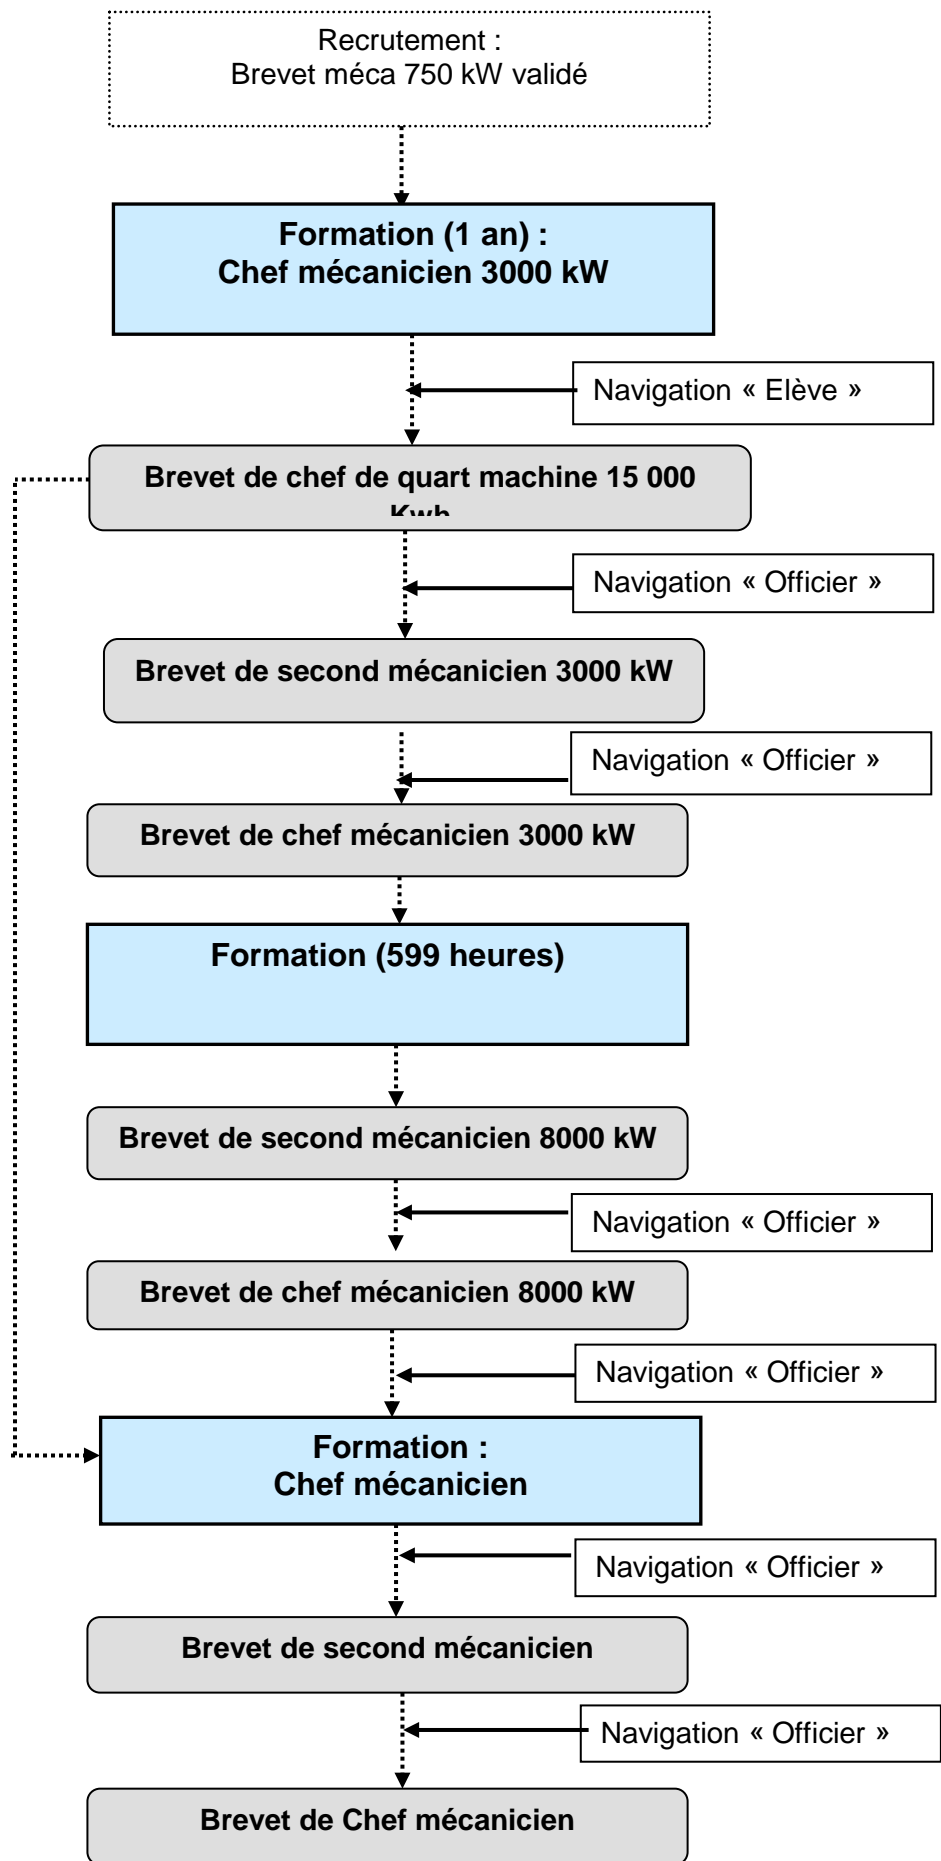 Recrutement :
Brevet méca 750 kW validé
Formation (1 an) :
Chef mécanicien 3000 kW
Navigation « Elève »
Brevet de chef de quart machine 15 000
Kwh
Navigation « Officier »
Brevet de second mécanicien 3000 kW
Navigation « Officier »
Brevet de chef mécanicien 3000 kW
Formation (599 heures)
Brevet de second mécanicien 8000 kW
Navigation « Officier »
Brevet de chef mécanicien 8000 kW
Navigation « Officier »
Formation :
Chef mécanicien
Navigation « Officier »
Brevet de second mécanicien
Navigation « Officier »
Brevet de Chef mécanicien